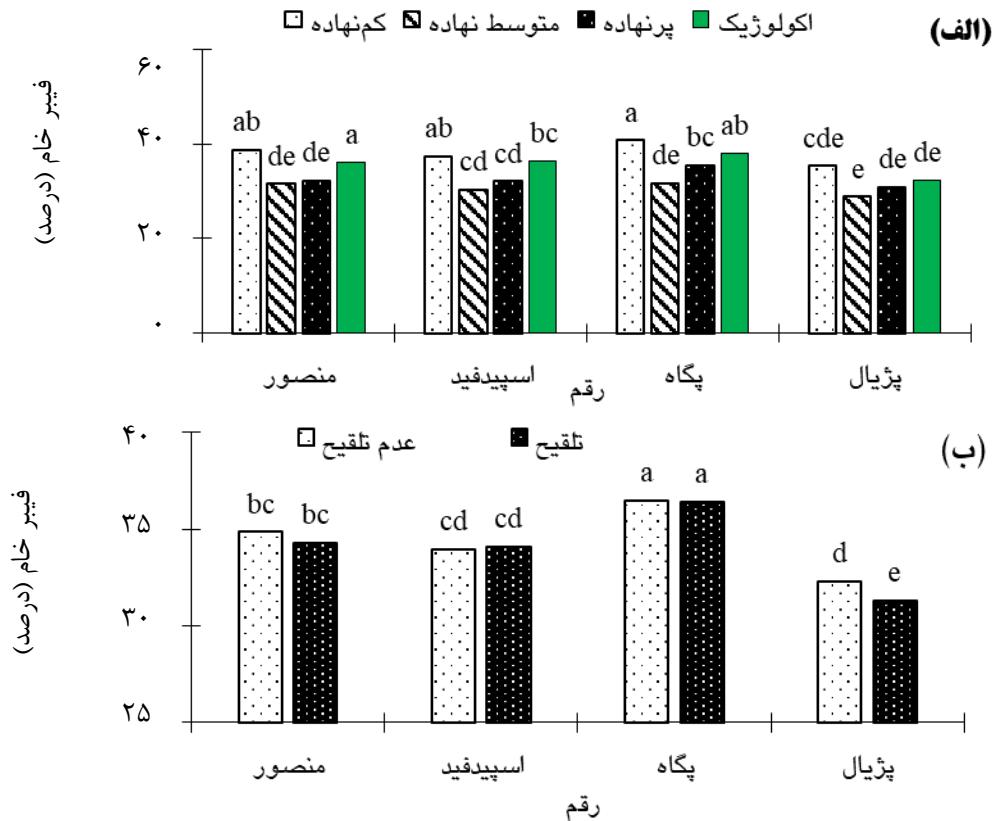 (الف)
کم‌نهاده متوسط نهاده پرنهاده اکولوژیک
فیبر خام (درصد)
۶۰
۴۰
۲۰
۰
ab de de a ab cd cd bc a de bc ab cde e de de
منصور اسپیدفید پگاه پژیال
رقم
(ب)
عدم تلقیح تلقیح
فیبر خام (درصد)
۴۰
۳۵
۳۰
۲۵
bc bc cd cd a a d e
منصور اسپیدفید پگاه پژیال
رقم